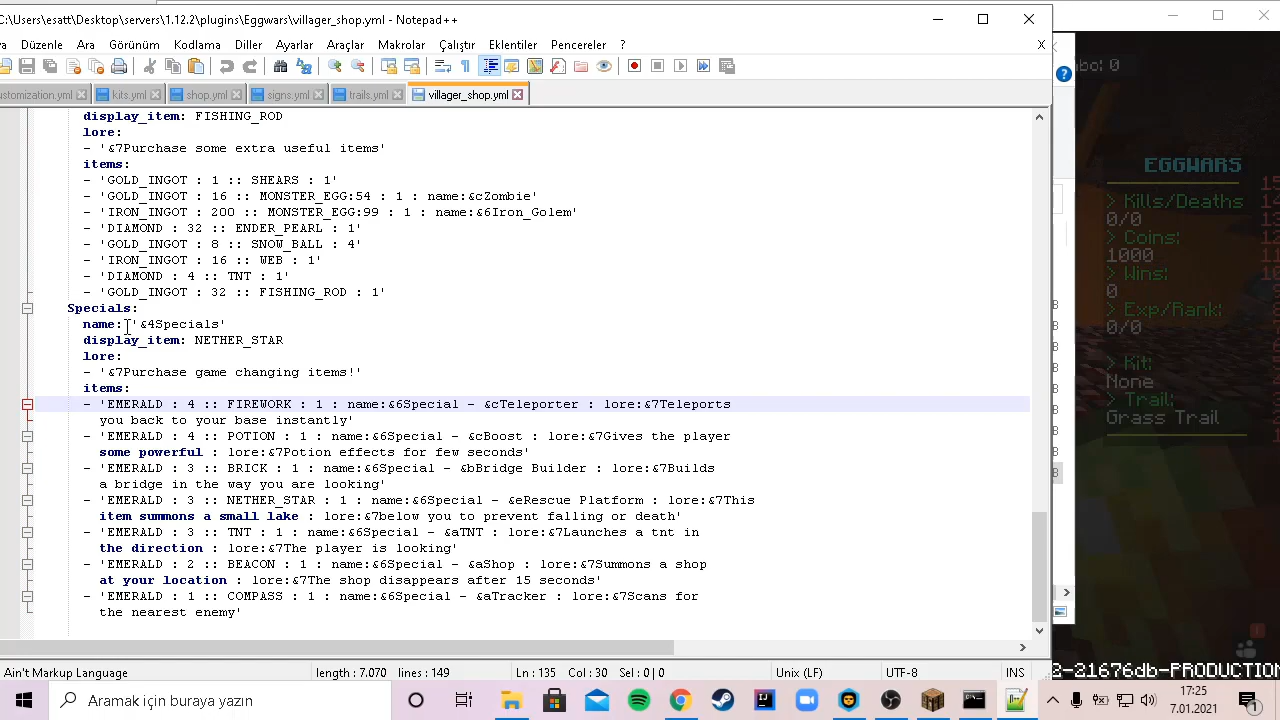 C:\Users\esatt\Desktop\servers\1.12.2\plugins\Eggwars\villager_shop.yml - Notepad++
Düzenle Ara Görünüm Kodlama Diller Ayarlar Araçlar Makrolar Çalıştır Eklentiler Pencereler ? X
kits.yml shop.yml signs.yml trails.yml villager_shop.yml
display_item: FISHING_ROD
lore:
- '&7Purchase some extra useful items'
items:
- 'GOLD_INGOT : 1 :: SHEARS : 1'
- 'GOLD_INGOT : 16 :: MONSTER_EGG:54 : 1 : name:&cZombie'
- 'IRON_INGOT : 200 :: MONSTER_EGG:99 : 1 : name:&6Iron_Golem'
- 'DIAMOND : 32 :: ENDER_PEARL : 1'
- 'GOLD_INGOT : 8 :: SNOW_BALL : 4'
- 'IRON_INGOT : 16 :: WEB : 1'
- 'DIAMOND : 4 :: TNT : 1'
- 'GOLD_INGOT : 32 :: FISHING_ROD : 1'
Specials:
name: '&4Specials'
display_item: NETHER_STAR
lore:
- '&7Purchase game changing items!'
items:
- 'EMERALD : 4 :: FIREWORK : 1 : name:&6Special - &cTeleporter : lore:&7Teleports
you back to your base instantly'
- 'EMERALD : 4 :: POTION : 1 : name:&6Special - &cBoost : lore:&7Gives the player
some powerful : lore:&7Potion effects for few seconds'
- 'EMERALD : 3 :: BRICK : 1 : name:&6Special - &bBridge Builder : lore:&7Builds
a bridge in the way you are looking'
- 'EMERALD : 3 :: NETHER_STAR : 1 : name:&6Special - &eRescue Platform : lore:&7This
item summons a small lake : lore:&7below you to prevent falling or death'
- 'EMERALD : 3 :: TNT : 1 : name:&6Special - &aTNT : lore:&7Launches a tnt in
the direction : lore:&7The player is looking'
- 'EMERALD : 2 :: BEACON : 1 : name:&6Special - &aShop : lore:&7Summons a shop
at your location : lore:&7The shop disappears after 15 seconds'
- 'EMERALD : 1 :: COMPASS : 1 : name:&6Special - &aTracker : lore:&7Scans for
the nearest enemy'
Ain't Markup Language length : 7.070 lines : 149 Ln : 135 Col : 30 Sel : 0 | 0 Unix (LF) UTF-8 INS
EGGWARS
> Kills/Deaths
0/0
> Coins:
1000
> Wins:
0
> Exp/Rank:
0/0
> Kit:
None
> Trail:
Grass Trail
-21676db-PRODUCTION
Aramak için buraya yazın
17:25
7.01.2021